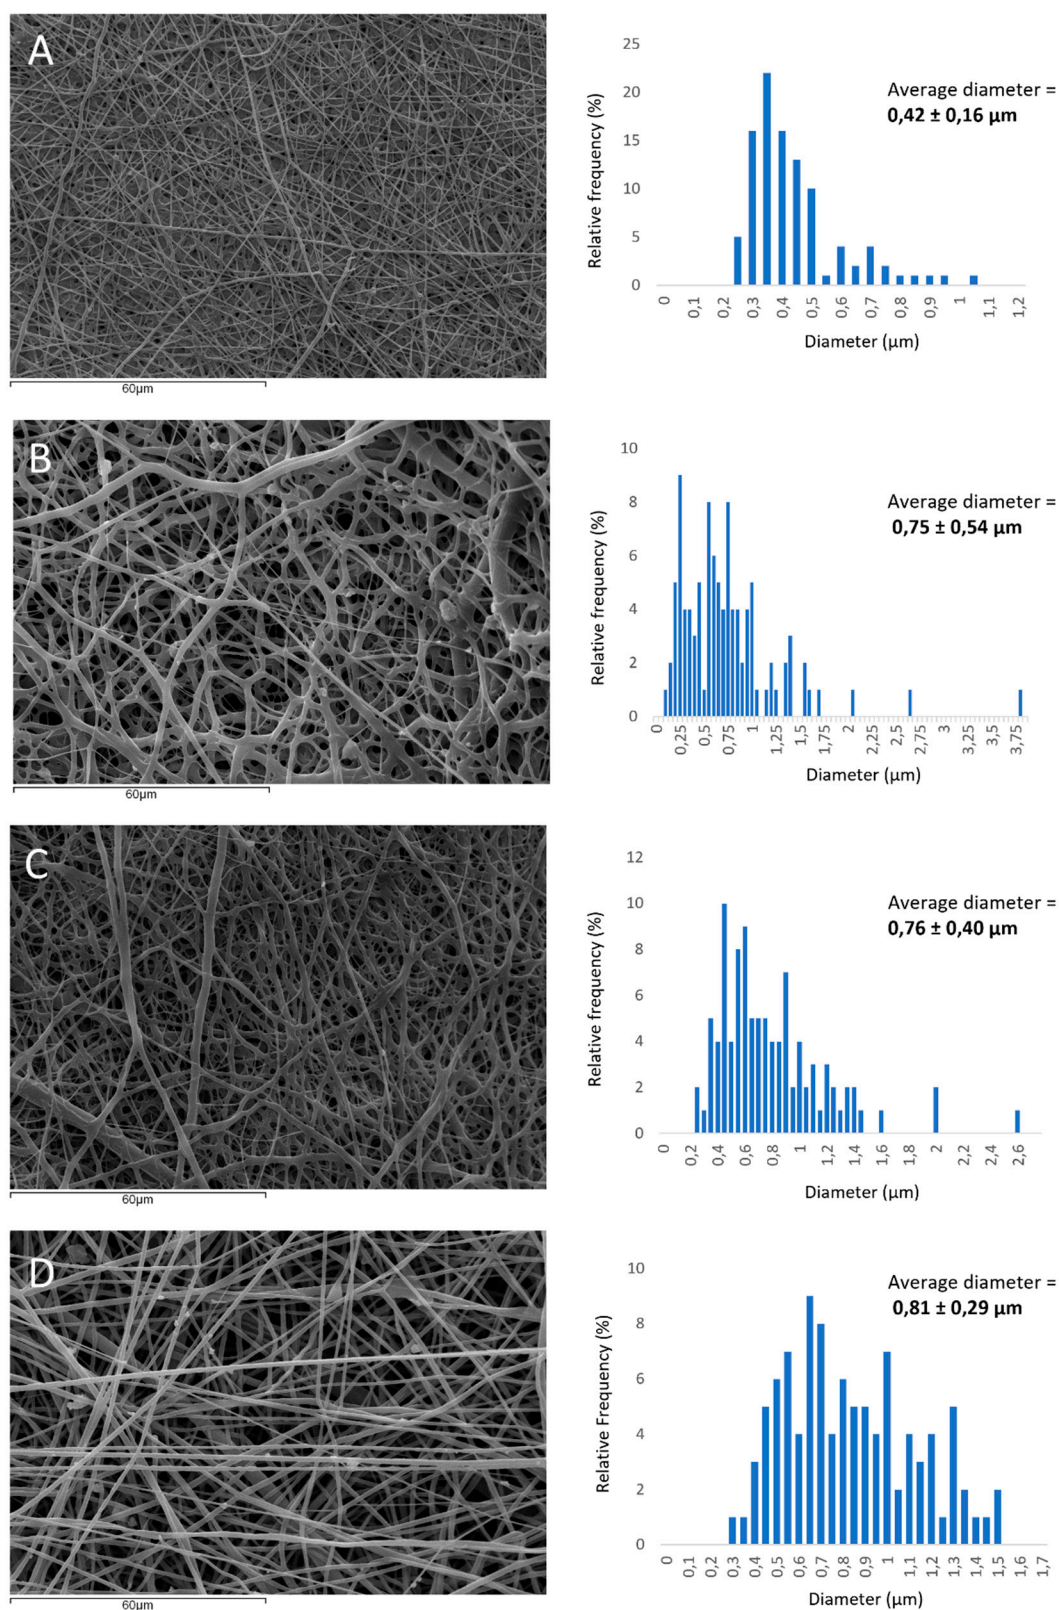 A
60μm
Relative frequency (%)
25
20
15
10
5
0
0 0,1 0,2 0,3 0,4 0,5 0,6 0,7 0,8 0,9 1 1,1 1,2
Diameter (μm)
Average diameter =
0,42 ± 0,16 μm
B
60μm
Relative frequency (%)
10
8
6
4
2
0
0 0,25 0,5 0,75 1 1,25 1,5 1,75 2 2,25 2,5 2,75 3 3,25 3,5 3,75
Diameter (μm)
Average diameter =
0,75 ± 0,54 μm
C
60μm
Relative frequency (%)
12
10
8
6
4
2
0
0 0,2 0,4 0,6 0,8 1 1,2 1,4 1,6 1,8 2 2,2 2,4 2,6
Diameter (μm)
Average diameter =
0,76 ± 0,40 μm
D
60μm
Relative Frequency (%)
10
8
6
4
2
0
0 0,1 0,2 0,3 0,4 0,5 0,6 0,7 0,8 0,9 1 1,1 1,2 1,3 1,4 1,5 1,6 1,7
Diameter (μm)
Average diameter =
0,81 ± 0,29 μm